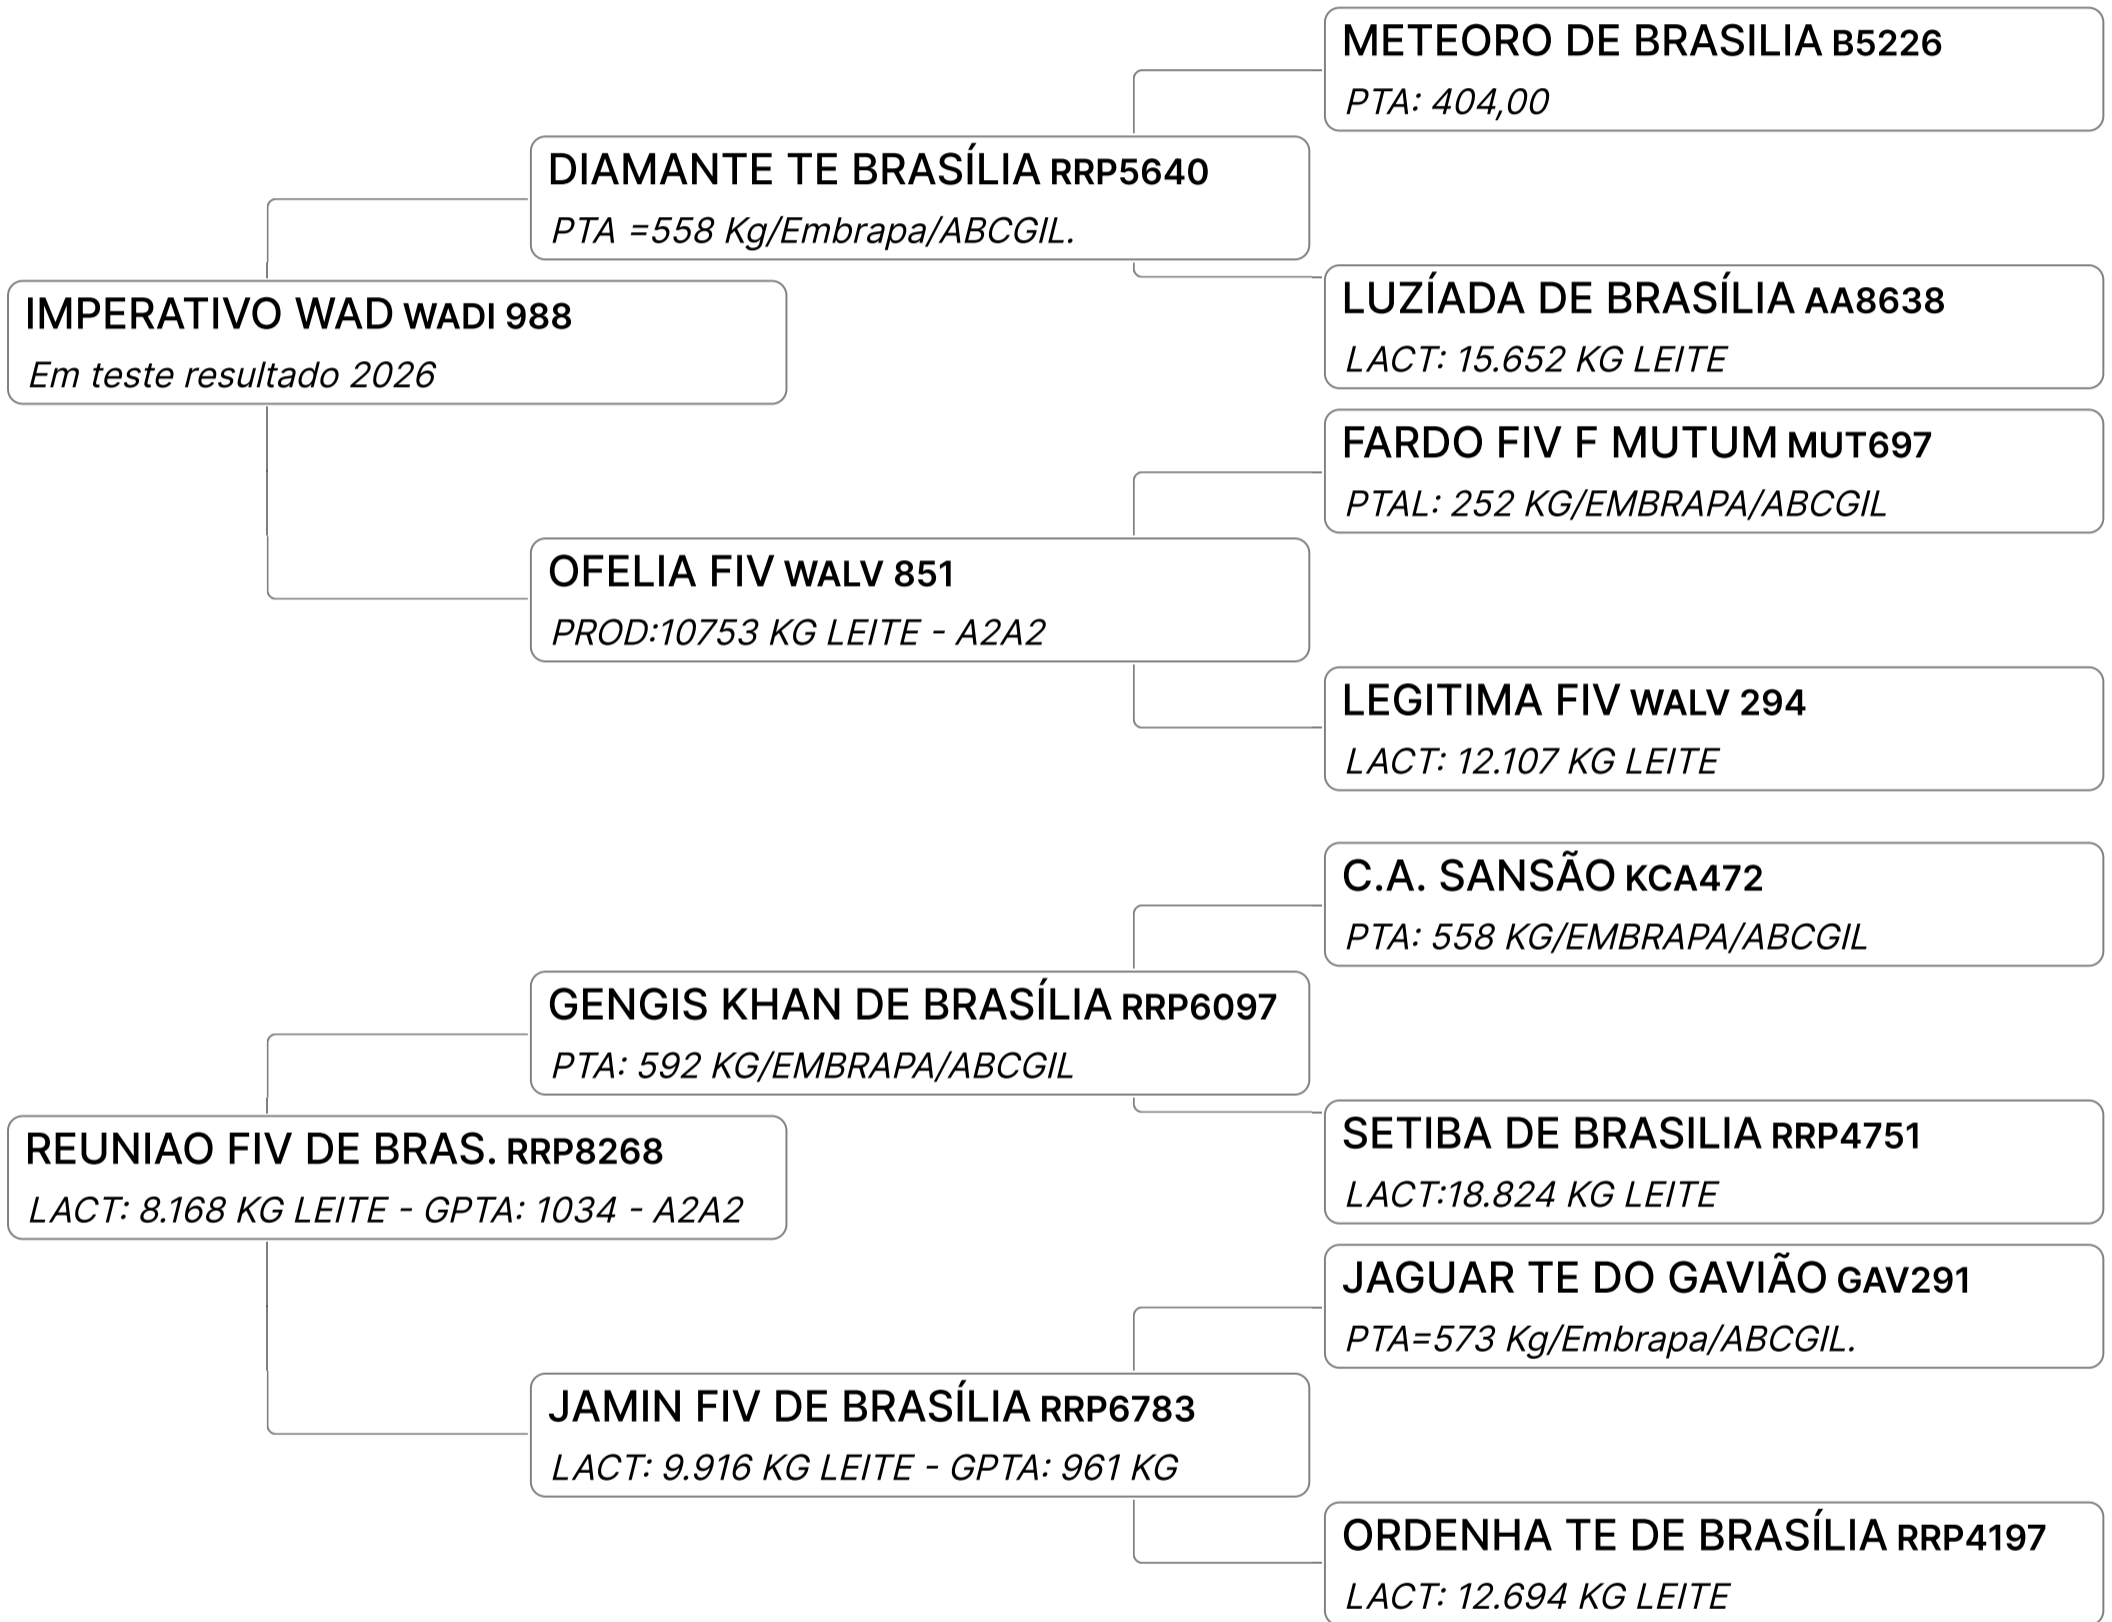 METEORO DE BRASILIA B5226
PTA: 404,00
DIAMANTE TE BRASÍLIA RRP5640
PTA =558 Kg/Embrapa/ABCGIL.
LUZÍADA DE BRASÍLIA AA8638
LACT: 15.652 KG LEITE
IMPERATIVO WAD WADI 988
Em teste resultado 2026
FARDO FIV F MUTUM MUT697
PTAL: 252 KG/EMBRAPA/ABCGIL
OFELIA FIV WALV 851
PROD:10753 KG LEITE - A2A2
LEGITIMA FIV WALV 294
LACT: 12.107 KG LEITE
C.A. SANSÃO KCA472
PTA: 558 KG/EMBRAPA/ABCGIL
GENGIS KHAN DE BRASÍLIA RRP6097
PTA: 592 KG/EMBRAPA/ABCGIL
SETIBA DE BRASILIA RRP4751
LACT:18.824 KG LEITE
REUNIAO FIV DE BRAS. RRP8268
LACT: 8.168 KG LEITE - GPTA: 1034 - A2A2
JAGUAR TE DO GAVIÃO GAV291
PTA=573 Kg/Embrapa/ABCGIL.
JAMIN FIV DE BRASÍLIA RRP6783
LACT: 9.916 KG LEITE - GPTA: 961 KG
ORDENHA TE DE BRASÍLIA RRP4197
LACT: 12.694 KG LEITE